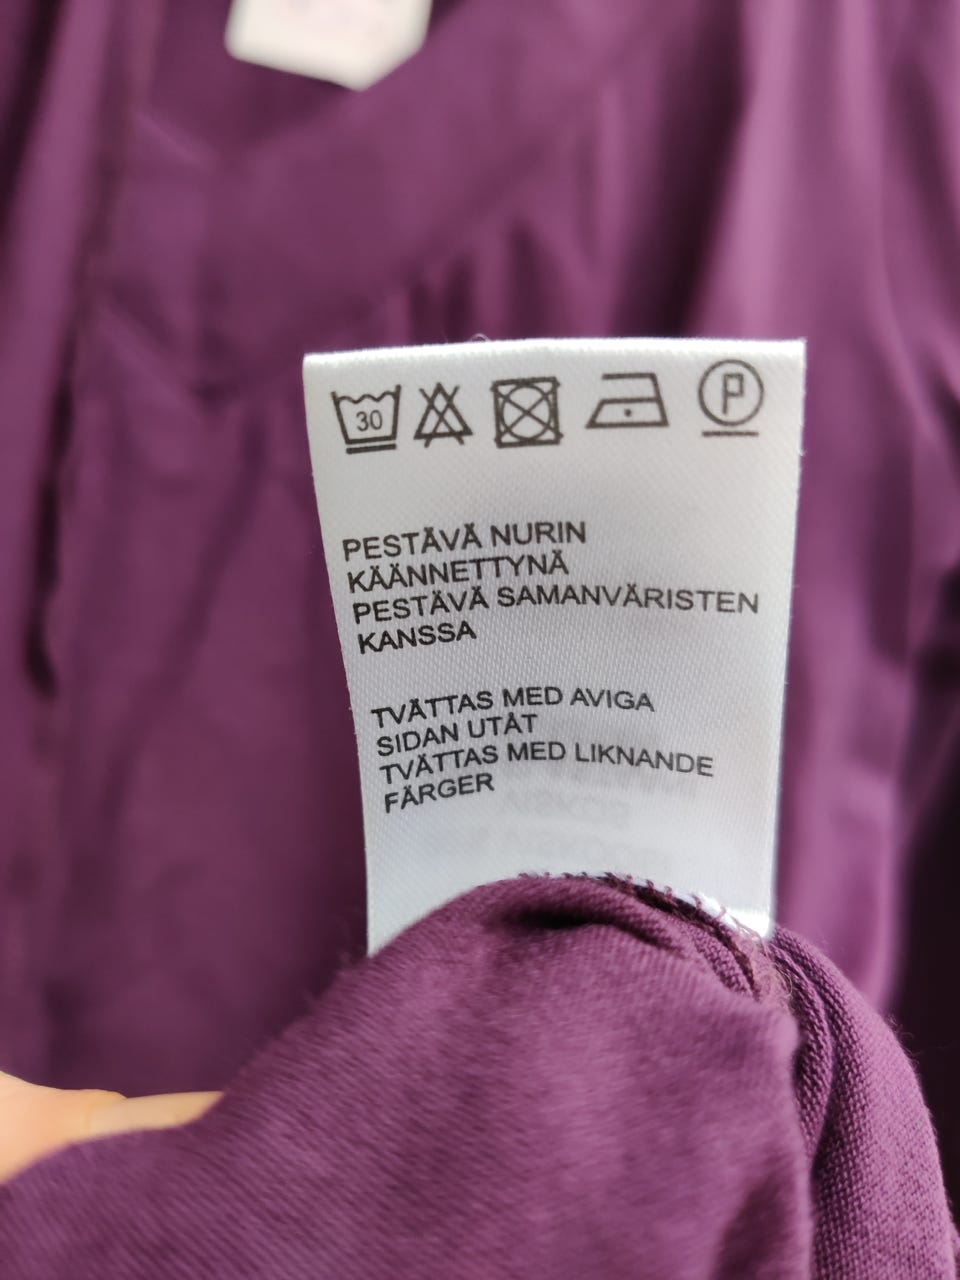 30
P
PESTÄVÄ NURIN
KÄÄNNETTYNÄ
PESTÄVÄ SAMANVÄRISTEN
KANSSA
TVÄTTAS MED AVIGA
SIDAN UTÅT
TVÄTTAS MED LIKNANDE
FÄRGER